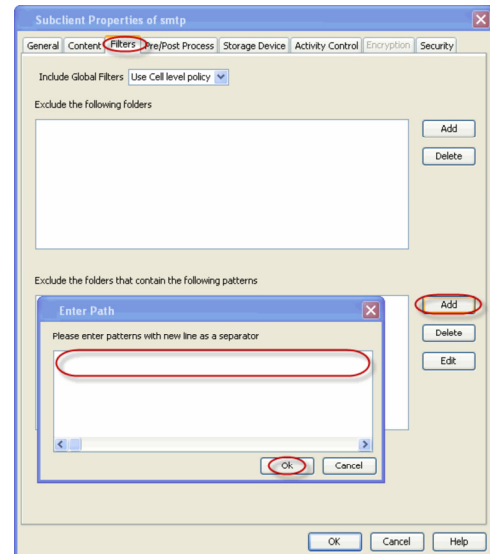 Subclient Properties of smtp
General Content Filters Pre/Post Process Storage Device Activity Control Encryption Security
Include Global Filters Use Cell level policy
Exclude the following folders
Add
Delete
Exclude the folders that contain the following patterns
Add
Delete
Edit
Enter Path
Please enter patterns with new line as a separator
Ok Cancel
OK Cancel Help